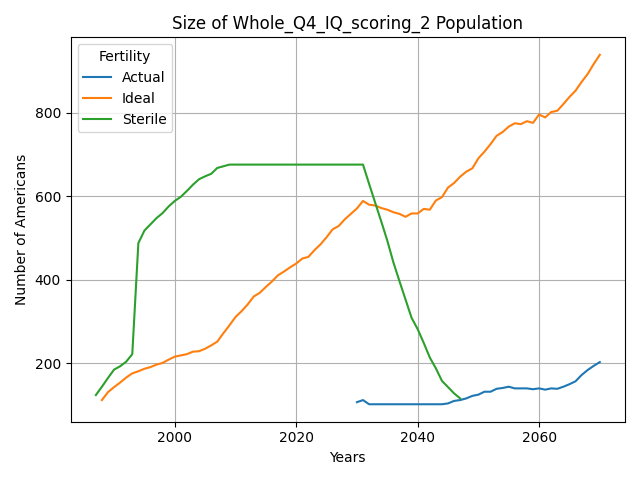 Size of Whole_Q4_IQ_scoring_2 Population
Fertility
Actual
Ideal
Sterile
Number of Americans
800
600
400
200
2000
2020
2040
2060
Years